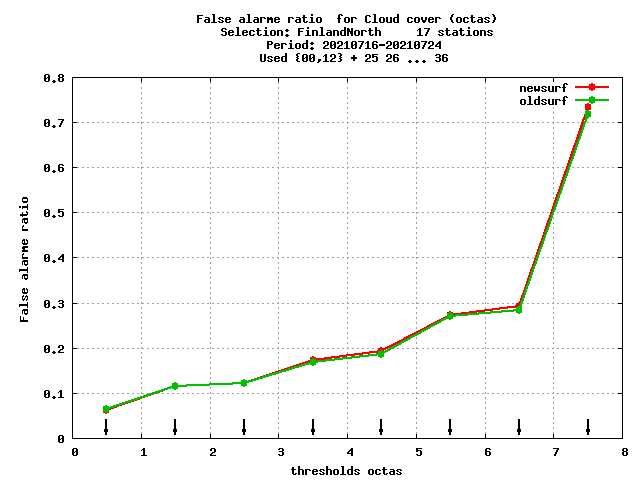 False alarme ratio  for Cloud cover (octas)
Selection: FinlandNorth     17 stations
Period: 20210716-20210724
Used {00,12} + 25 26 ... 36
newsurf
oldsurf
False alarme ratio
0.8
0.7
0.6
0.5
0.4
0.3
0.2
0.1
0
0 1 2 3 4 5 6 7 8
thresholds octas